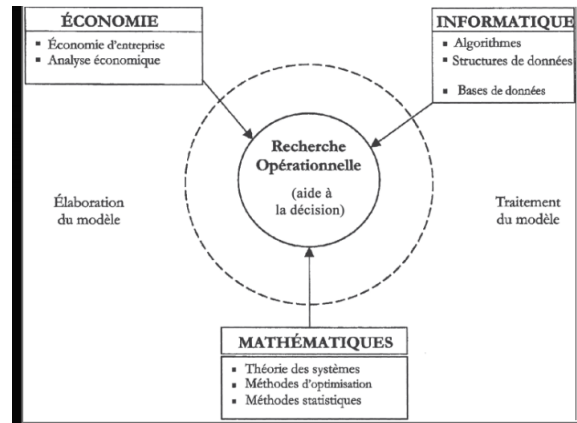 ÉCONOMIE
▪ Économie d'entreprise
▪ Analyse économique
INFORMATIQUE
▪ Algorithmes
▪ Structures de données
▪ Bases de données
Recherche
Opérationnelle
(aide à
la décision)
Élaboration
du modèle
Traitement
du modèle
MATHÉMATIQUES
▪ Théorie des systèmes
▪ Méthodes d'optimisation
▪ Méthodes statistiques